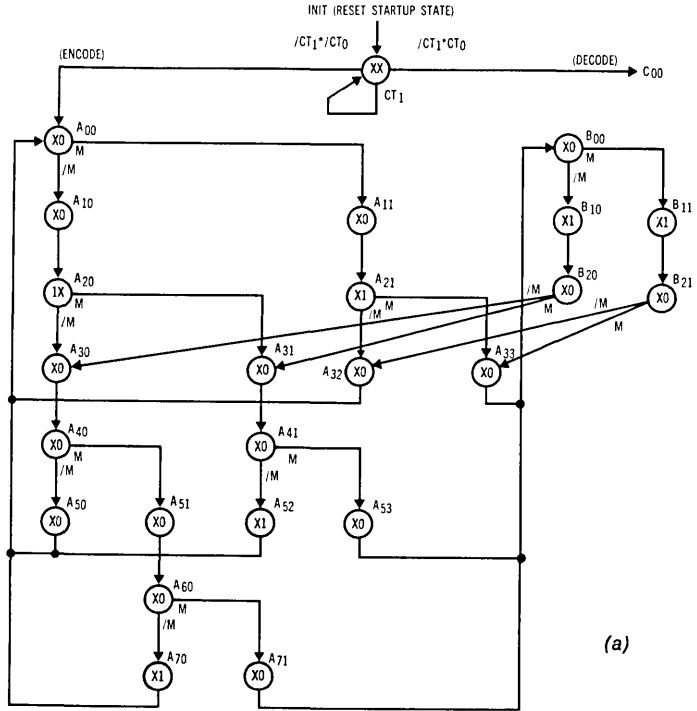 INIT (RESET STARTUP STATE)
/CT1*/CT0 /CT1*CT0
(ENCODE) (DECODE)
XX C00
CT1
A00 B00
X0 M X0 M
/M /M
A10 A11 B10 B11
X0 X0 X1 X1
A20 A21 B20 B21
1X M X1 M X0 X0
/M /M /M M /M M
A30 A31 A32 A33
X0 X0 X0 X0
A40 A41
X0 M X0 M
/M /M
A50 A51 A52 A53
X0 X0 X1 X0
A60
X0 M
/M
A70 A71
X1 X0
(a)